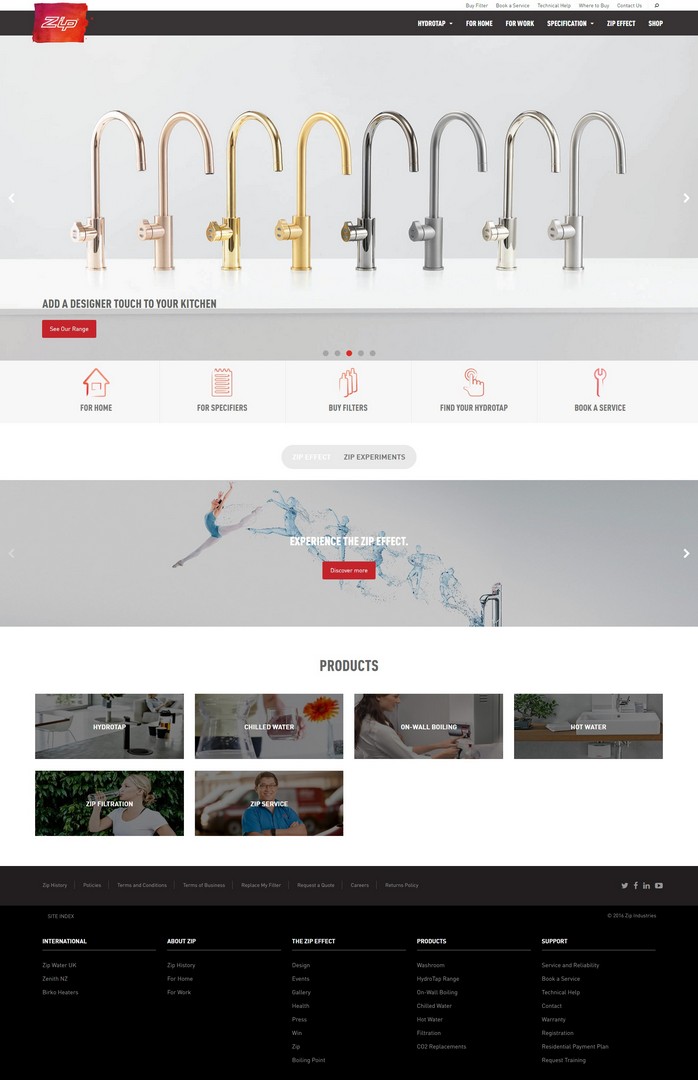 Buy Filter Book a Service Technical Help Where to Buy Contact Us
Zip
HYDROTAP FOR HOME FOR WORK SPECIFICATION ZIP EFFECT SHOP
ADD A DESIGNER TOUCH TO YOUR KITCHEN
See Our Range
FOR HOME FOR SPECIFIERS BUY FILTERS FIND YOUR HYDROTAP BOOK A SERVICE
ZIP EFFECT ZIP EXPERIMENTS
EXPERIENCE THE ZIP EFFECT.
Discover more
PRODUCTS
HYDROTAP CHILLED WATER ON-WALL BOILING HOT WATER
ZIP FILTRATION ZIP SERVICE
Zip History Policies Terms and Conditions Terms of Business Replace My Filter Request a Quote Careers Returns Policy
SITE INDEX © 2016 Zip Industries
INTERNATIONAL ABOUT ZIP THE ZIP EFFECT PRODUCTS SUPPORT
Zip Water UK Zip History Design Washroom Service and Reliability
Zenith NZ For Home Events HydroTap Range Book a Service
Birko Heaters For Work Gallery On-Wall Boiling Technical Help
Health Chilled Water Contact
Press Hot Water Warranty
Win Filtration Registration
Zip CO2 Replacements Residential Payment Plan
Boiling Point Request Training